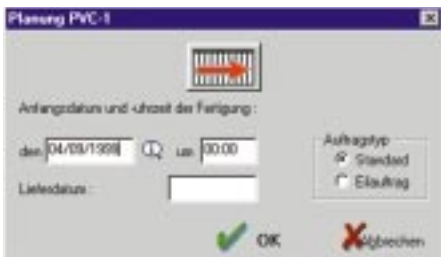 Planung PVC-1
Anfangsdatum und -uhrzeit der Fertigung :
den 04/09/1999 um 00:00
Lieferdatum :
Auftragstyp
Standard
Eilauftrag
OK
Abbrechen